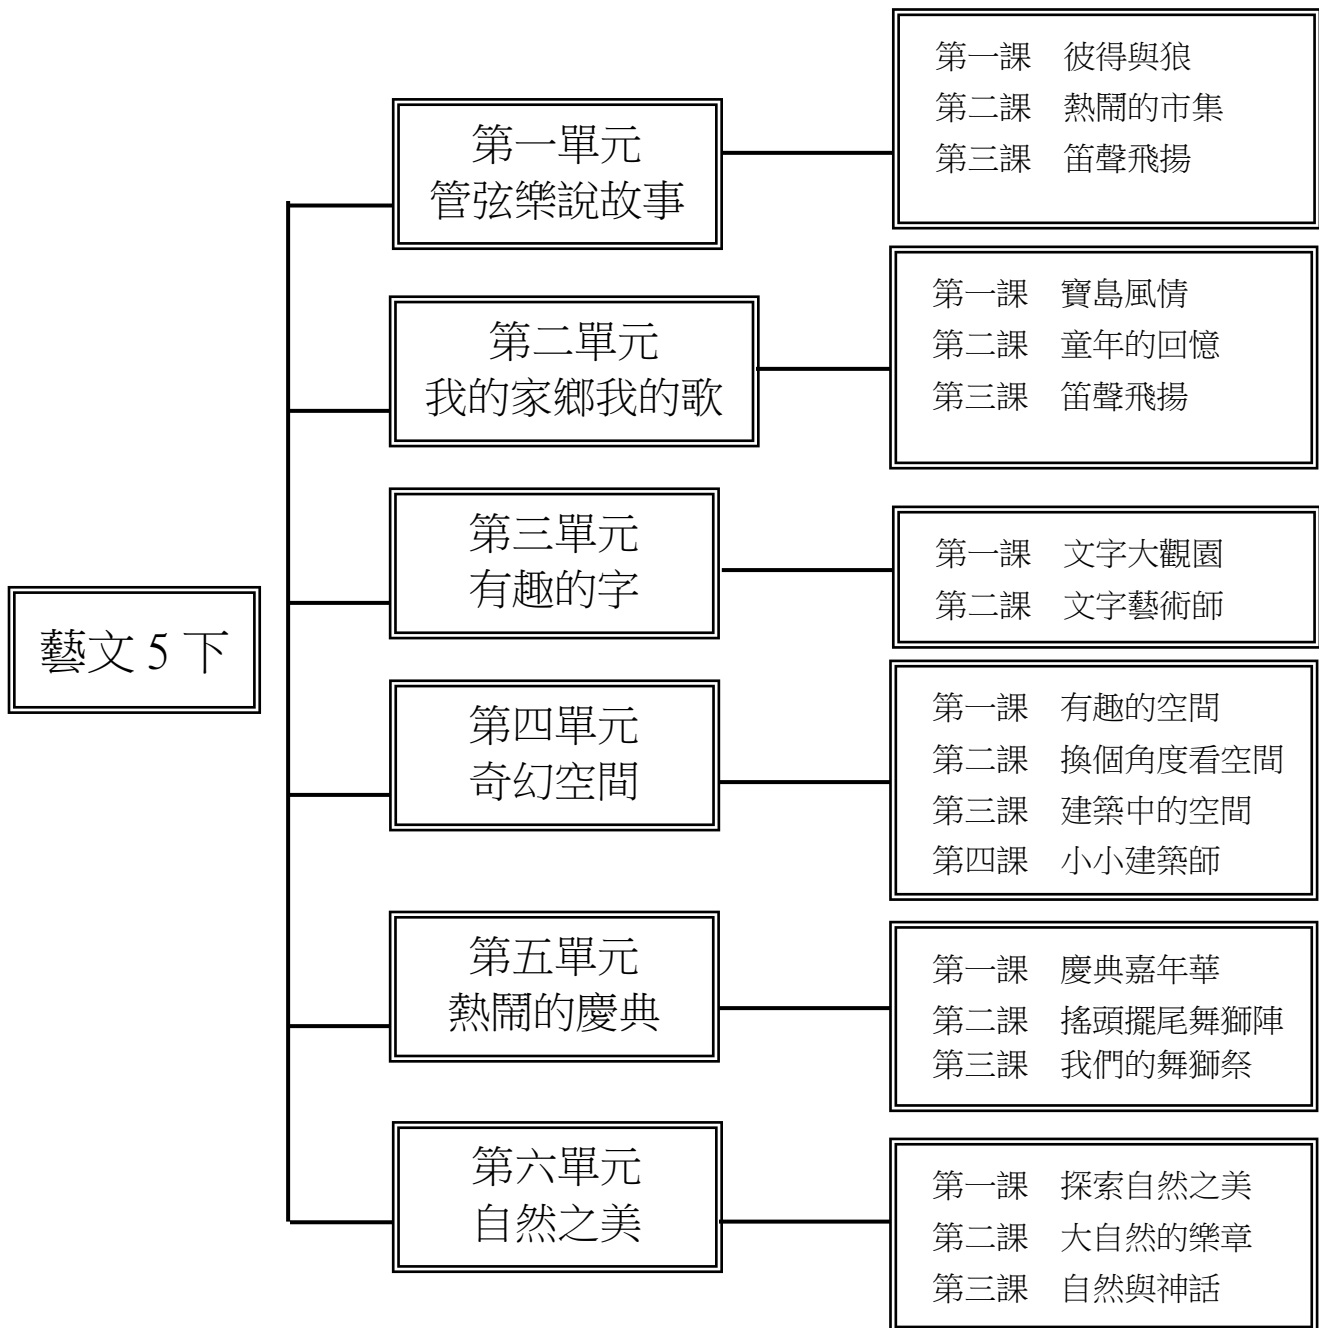 藝文 5 下
第一單元
管弦樂說故事
第一課　彼得與狼
第二課　熱鬧的市集
第三課　笛聲飛揚
第二單元
我的家鄉我的歌
第一課　寶島風情
第二課　童年的回憶
第三課　笛聲飛揚
第三單元
有趣的字
第一課　文字大觀園
第二課　文字藝術師
第四單元
奇幻空間
第一課　有趣的空間
第二課　換個角度看空間
第三課　建築中的空間
第四課　小小建築師
第五單元
熱鬧的慶典
第一課　慶典嘉年華
第二課　搖頭擺尾舞獅陣
第三課　我們的舞獅祭
第六單元
自然之美
第一課　探索自然之美
第二課　大自然的樂章
第三課　自然與神話